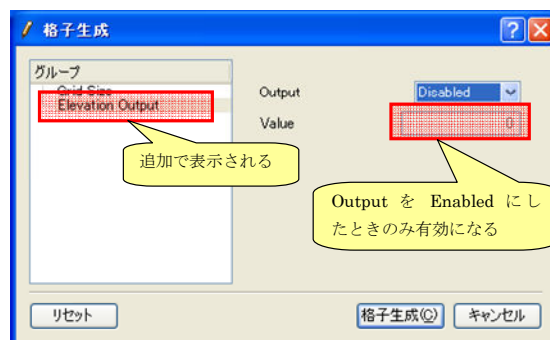 格子生成
グループ
Grid Size
Elevation Output
Output
Disabled
Value
0
追加で表示される
Output を Enabled にし
たときのみ有効になる
リセット
格子生成(C)
キャンセル